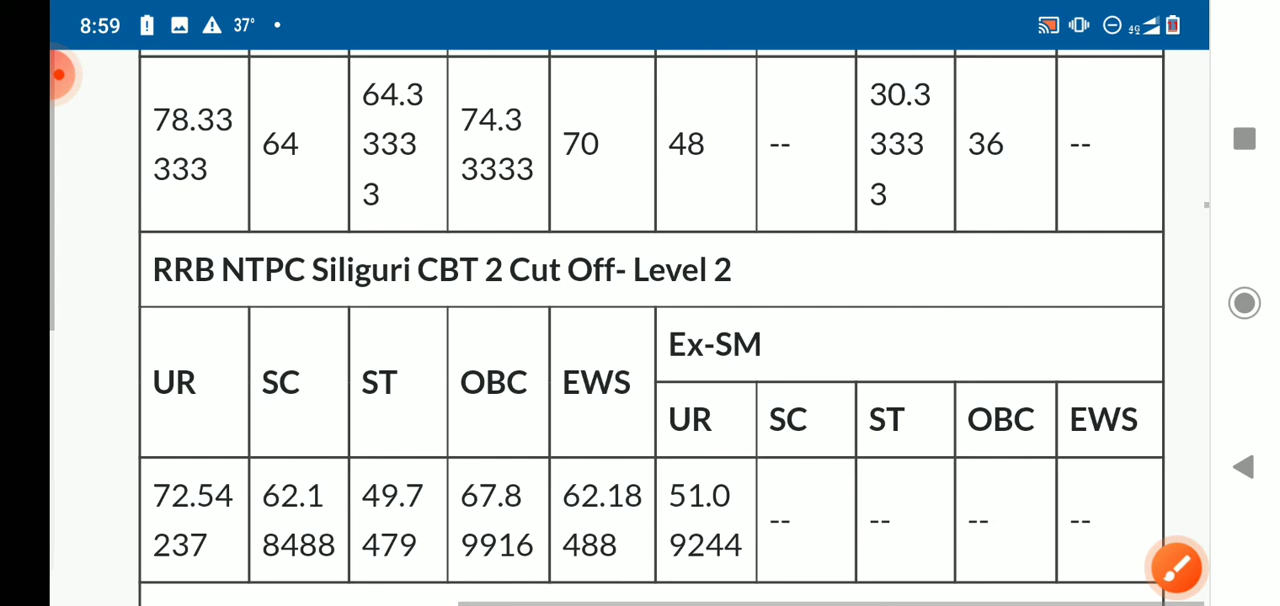 8:59 37° 4G
78.33 64 64.3 74.3 70 48 -- 30.3 36 --
333 333 3333 333
3 3
RRB NTPC Siliguri CBT 2 Cut Off- Level 2
UR SC ST OBC EWS Ex-SM
UR SC ST OBC EWS
72.54 62.1 49.7 67.8 62.18 51.0 -- -- -- --
237 8488 479 9916 488 9244